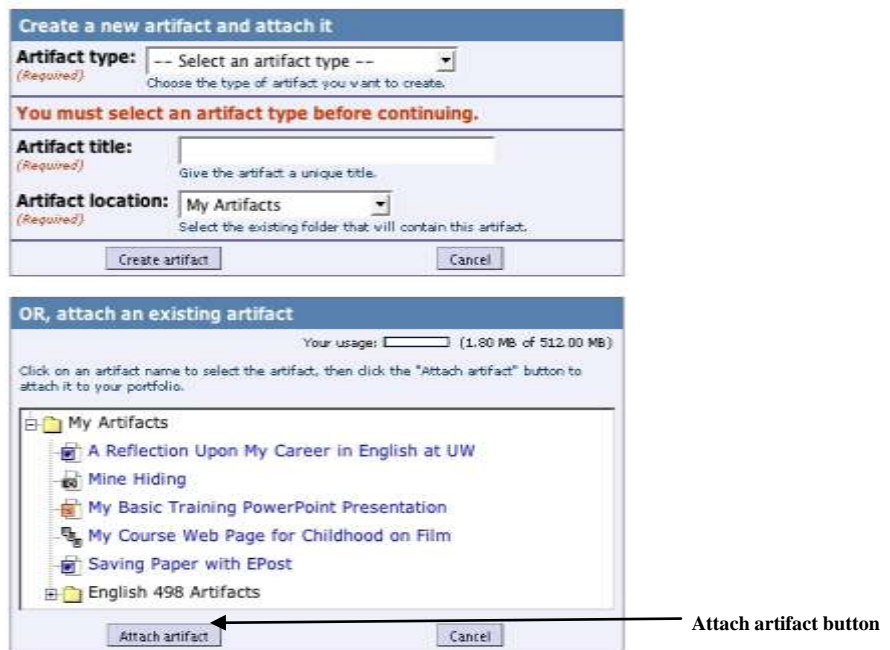 Create a new artifact and attach it
Artifact type: -- Select an artifact type --
(Required) Choose the type of artifact you want to create.
You must select an artifact type before continuing.
Artifact title:
(Required) Give the artifact a unique title.
Artifact location: My Artifacts
(Required) Select the existing folder that will contain this artifact.
Create artifact Cancel
OR, attach an existing artifact
Your usage: (1.80 MB of 512.00 MB)
Click on an artifact name to select the artifact, then click the "Attach artifact" button to
attach it to your portfolio.
My Artifacts
A Reflection Upon My Career in English at UW
Mine Hiding
My Basic Training PowerPoint Presentation
My Course Web Page for Childhood on Film
Saving Paper with EPost
English 498 Artifacts
Attach artifact Cancel Attach artifact button